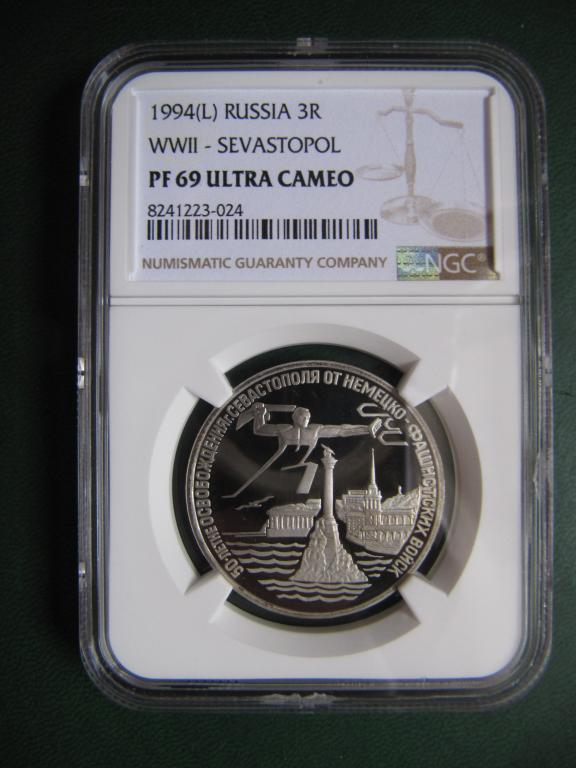 1994(L) RUSSIA 3R
WWII - SEVASTOPOL
PF 69 ULTRA CAMEO
8241223-024
NUMISMATIC GUARANTY COMPANY
NGC®
50-ЛЕТИЕ ОСВОБОЖДЕНИЯ г. СЕВАСТОПОЛЯ ОТ НЕМЕЦКО-ФАШИСТСКИХ ВОЙСК